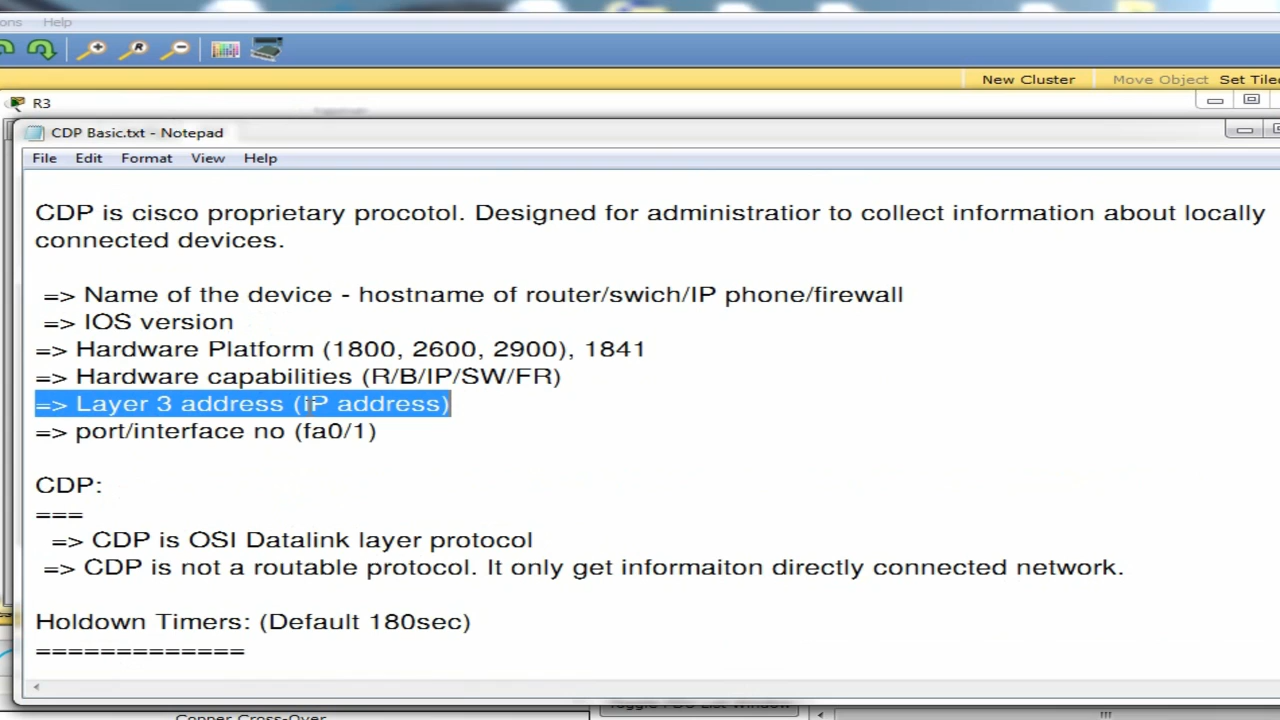 ons Help
New Cluster Move Object Set Tile
R3
CDP Basic.txt - Notepad
File Edit Format View Help
CDP is cisco proprietary procotol. Designed for administratior to collect information about locally
connected devices.
=> Name of the device - hostname of router/swich/IP phone/firewall
=> IOS version
=> Hardware Platform (1800, 2600, 2900), 1841
=> Hardware capabilities (R/B/IP/SW/FR)
=> Layer 3 address (iP address)
=> port/interface no (fa0/1)
CDP:
===
=> CDP is OSI Datalink layer protocol
=> CDP is not a routable protocol. It only get informaiton directly connected network.
Holdown Timers: (Default 180sec)
=============
Copper Cross-Over